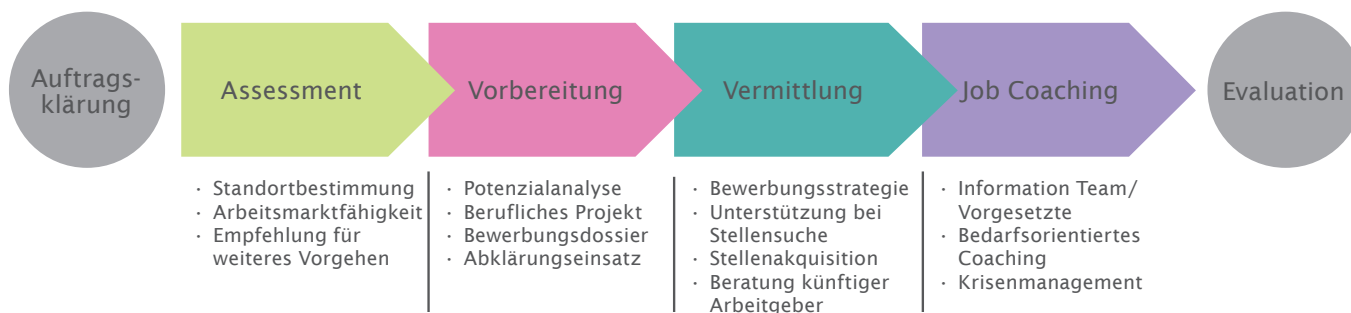 Auftrags-
klärung
Assessment
Vorbereitung
Vermittlung
Job Coaching
Evaluation
· Standortbestimmung
· Arbeitsmarktfähigkeit
· Empfehlung für
weiteres Vorgehen
· Potenzialanalyse
· Berufliches Projekt
· Bewerbungsdossier
· Abklärungseinsatz
· Bewerbungsstrategie
· Unterstützung bei
Stellensuche
· Stellenakquisition
· Beratung künftiger
Arbeitgeber
· Information Team/
Vorgesetzte
· Bedarfsorientiertes
Coaching
· Krisenmanagement